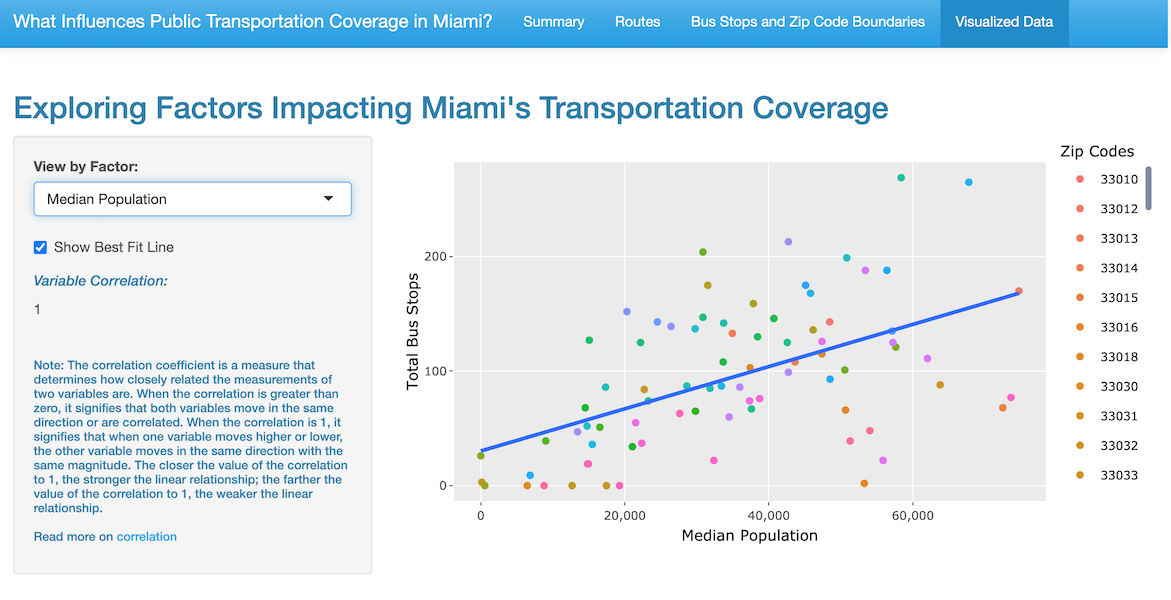 What Influences Public Transportation Coverage in Miami? Summary Routes Bus Stops and Zip Code Boundaries Visualized Data
Exploring Factors Impacting Miami's Transportation Coverage
View by Factor:
Median Population
Show Best Fit Line
Variable Correlation:
1
Note: The correlation coefficient is a measure that
determines how closely related the measurements of
two variables are. When the correlation is greater than
zero, it signifies that both variables move in the same
direction or are correlated. When the correlation is 1, it
signifies that when one variable moves higher or lower,
the other variable moves in the same direction with the
same magnitude. The closer the value of the correlation
to 1, the stronger the linear relationship; the farther the
value of the correlation to 1, the weaker the linear
relationship.
Read more on correlation
Total Bus Stops
200
100
0
0 20,000 40,000 60,000
Median Population
Zip Codes
33010
33012
33013
33014
33015
33016
33018
33030
33031
33032
33033